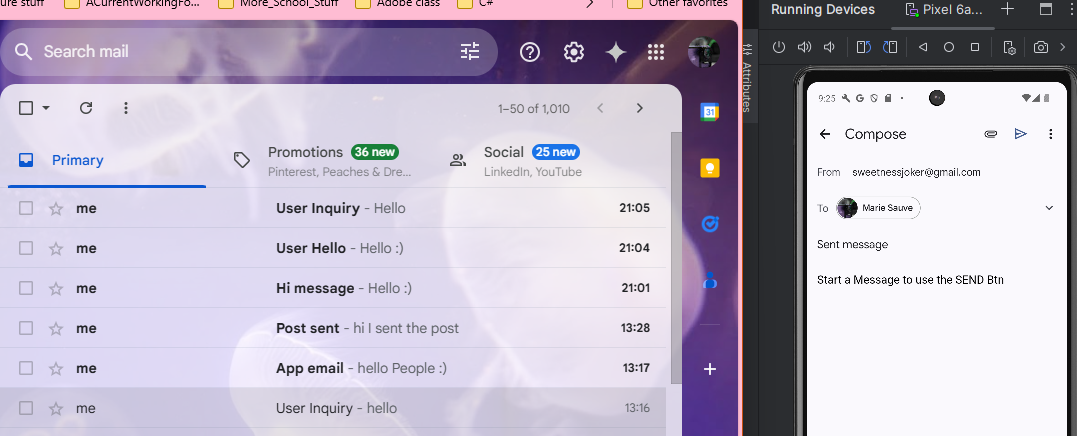 ure stuff ACurrentWorkingFo... More_School_Stuff Adobe class C# Other favorites
Search mail
1–50 of 1,010
31
Primary
Promotions 36 new
Pinterest, Peaches & Dre...
Social 25 new
LinkedIn, YouTube
me User Inquiry - Hello 21:05
me User Hello - Hello :) 21:04
me Hi message - Hello :) 21:01
me Post sent - hi I sent the post 13:28
me App email - hello People :) 13:17
me User Inquiry - hello 13:16
Attributes
Running Devices Pixel 6a...
9:25
Compose
From sweetnessjoker@gmail.com
To Marie Sauve
Sent message
Start a Message to use the SEND Btn